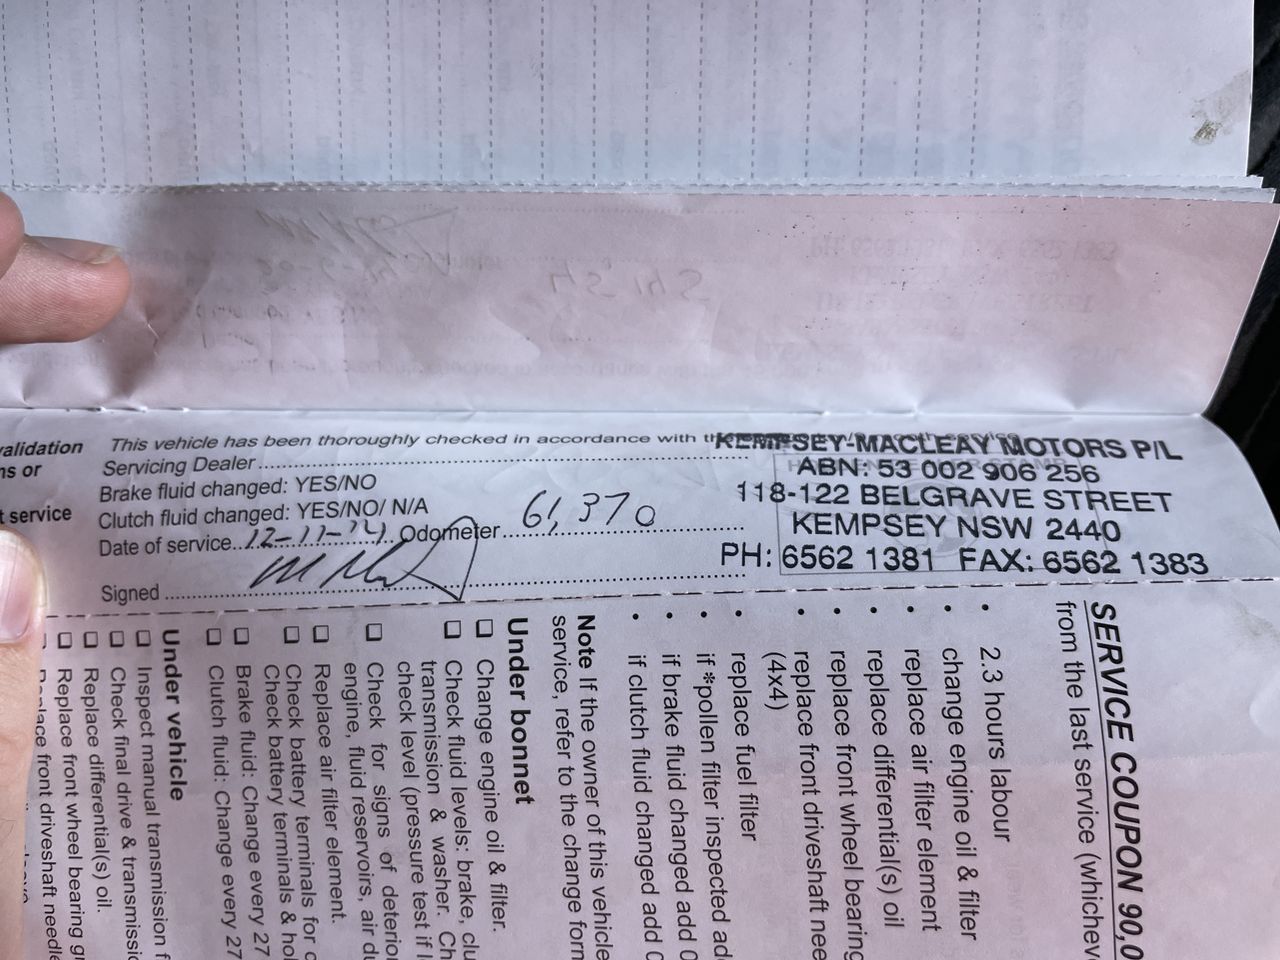 validation
ns or
t service
This vehicle has been thoroughly checked in accordance with
Servicing Dealer
Brake fluid changed: YES/NO
Clutch fluid changed: YES/NO/ N/A
Date of service Odometer 61,370
Signed
KEMPSEY-MACLEAY MOTORS P/L
ABN: 53 002 906 256
118-122 BELGRAVE STREET
KEMPSEY NSW 2440
PH: 6562 1381 FAX: 6562 1383
SERVICE COUPON 90,0
from the last service (whichev
• 2.3 hours labour
• change engine oil & filter
• replace air filter element
• replace differential(s) oil
• replace front wheel bearing
• replace front driveshaft nee
(4x4)
• replace fuel filter
• if *pollen filter inspected ad
• if brake fluid changed add 0
• if clutch fluid changed add 0
Note If the owner of this vehicle
service, refer to the change form
Under bonnet
❑ Change engine oil & filter.
❑ Check fluid levels: brake, clu
transmission & washer. Ch
check level (pressure test if l
❑ Check for signs of deterior
engine, fluid reservoirs, air du
❑ Replace air filter element.
❑ Check battery terminals for c
Check battery terminals & hol
❑ Brake fluid: Change every 27
❑ Clutch fluid: Change every 27
Under vehicle
❑ Inspect manual transmission f
❑ Check final drive & transmissio
❑ Replace differential(s) oil.
❑ Replace front wheel bearing gr
Replace front driveshaft needle